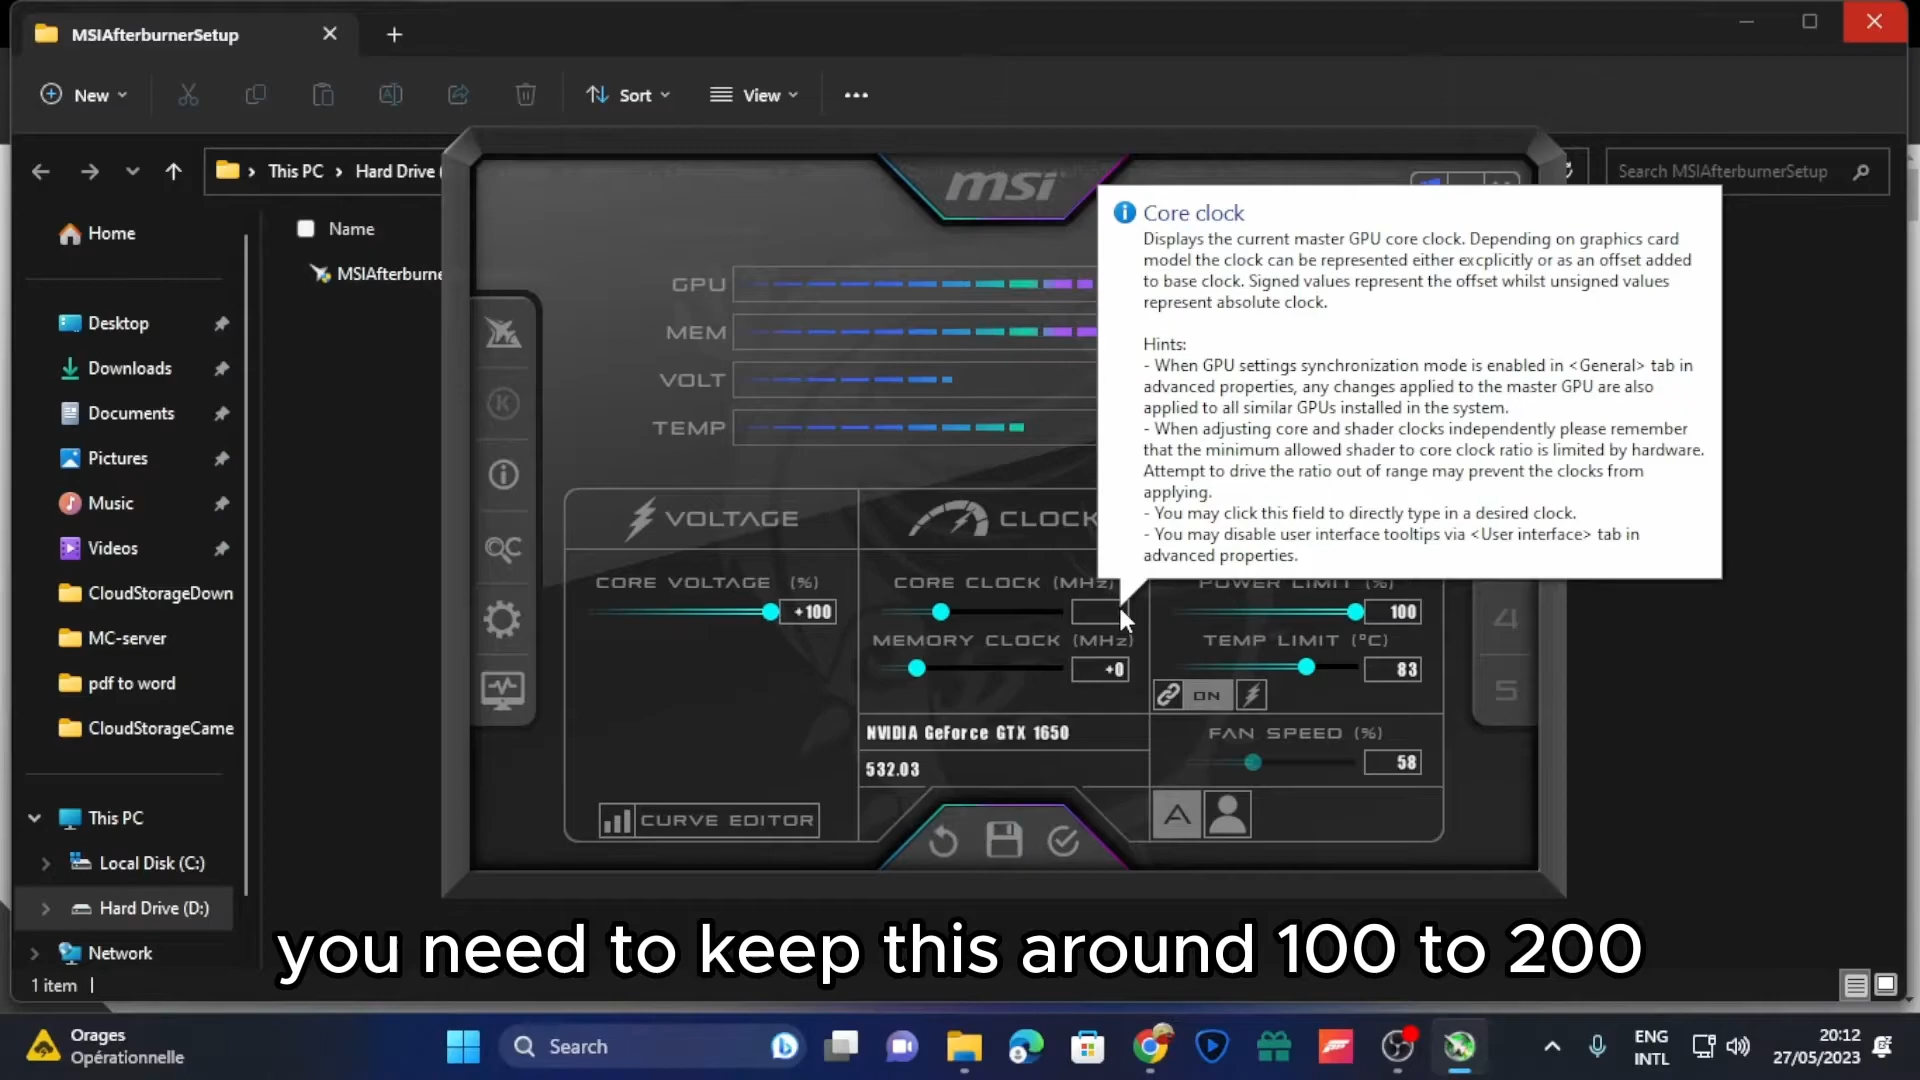 MSIAfterburnerSetup
New
Sort
View
This PC
Hard Drive
Search MSIAfterburnerSetup
Home
Name
MSIAfterburne
Desktop
Downloads
Documents
Pictures
Music
Videos
CloudStorageDown
MC-server
pdf to word
CloudStorageCame
This PC
Local Disk (C:)
Hard Drive (D:)
Network
1 item
msi
GPU
MEM
VOLT
TEMP
Core clock
Displays the current master GPU core clock. Depending on graphics card
model the clock can be represented either excplicitly or as an offset added
to base clock. Signed values represent the offset whilst unsigned values
represent absolute clock.
Hints:
- When GPU settings synchronization mode is enabled in <General> tab in
advanced properties, any changes applied to the master GPU are also
applied to all similar GPUs installed in the system.
- When adjusting core and shader clocks independently please remember
that the minimum allowed shader to core clock ratio is limited by hardware.
Attempt to drive the ratio out of range may prevent the clocks from
applying.
- You may click this field to directly type in a desired clock.
- You may disable user interface tooltips via <User interface> tab in
advanced properties.
VOLTAGE
CLOCK
CORE VOLTAGE (%)
+100
CORE CLOCK (MHz)
MEMORY CLOCK (MHz)
+0
POWER LIMIT (%)
100
TEMP LIMIT (°C)
83
ON
FAN SPEED (%)
58
A
NVIDIA GeForce GTX 1650
532.03
CURVE EDITOR
K
OC
4
5
you need to keep this around 100 to 200
Orages
Opérationnelle
Search
ENG
INTL
20:12
27/05/2023